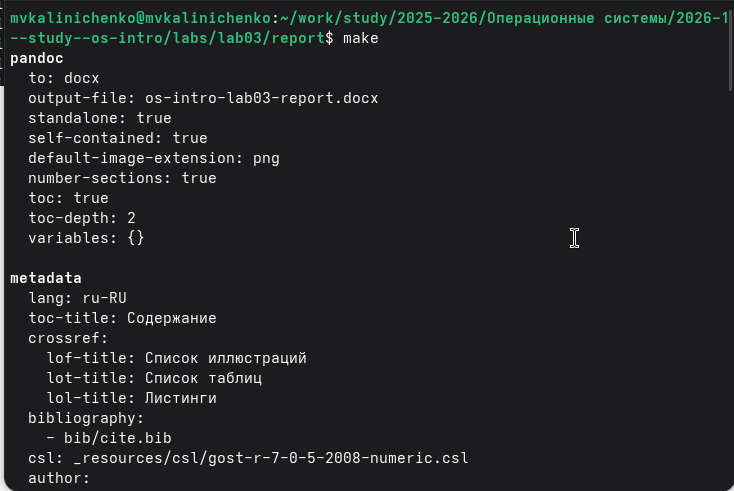 mvkalinichenko@mvkalinichenko:~/work/study/2025-2026/Операционные системы/2026-1
--study--os-intro/labs/lab03/report$ make
pandoc
  to: docx
  output-file: os-intro-lab03-report.docx
  standalone: true
  self-contained: true
  default-image-extension: png
  number-sections: true
  toc: true
  toc-depth: 2
  variables: {}

metadata
  lang: ru-RU
  toc-title: Содержание
  crossref:
    lof-title: Список иллюстраций
    lot-title: Список таблиц
    lol-title: Листинги
  bibliography:
    - bib/cite.bib
  csl: _resources/csl/gost-r-7-0-5-2008-numeric.csl
  author: